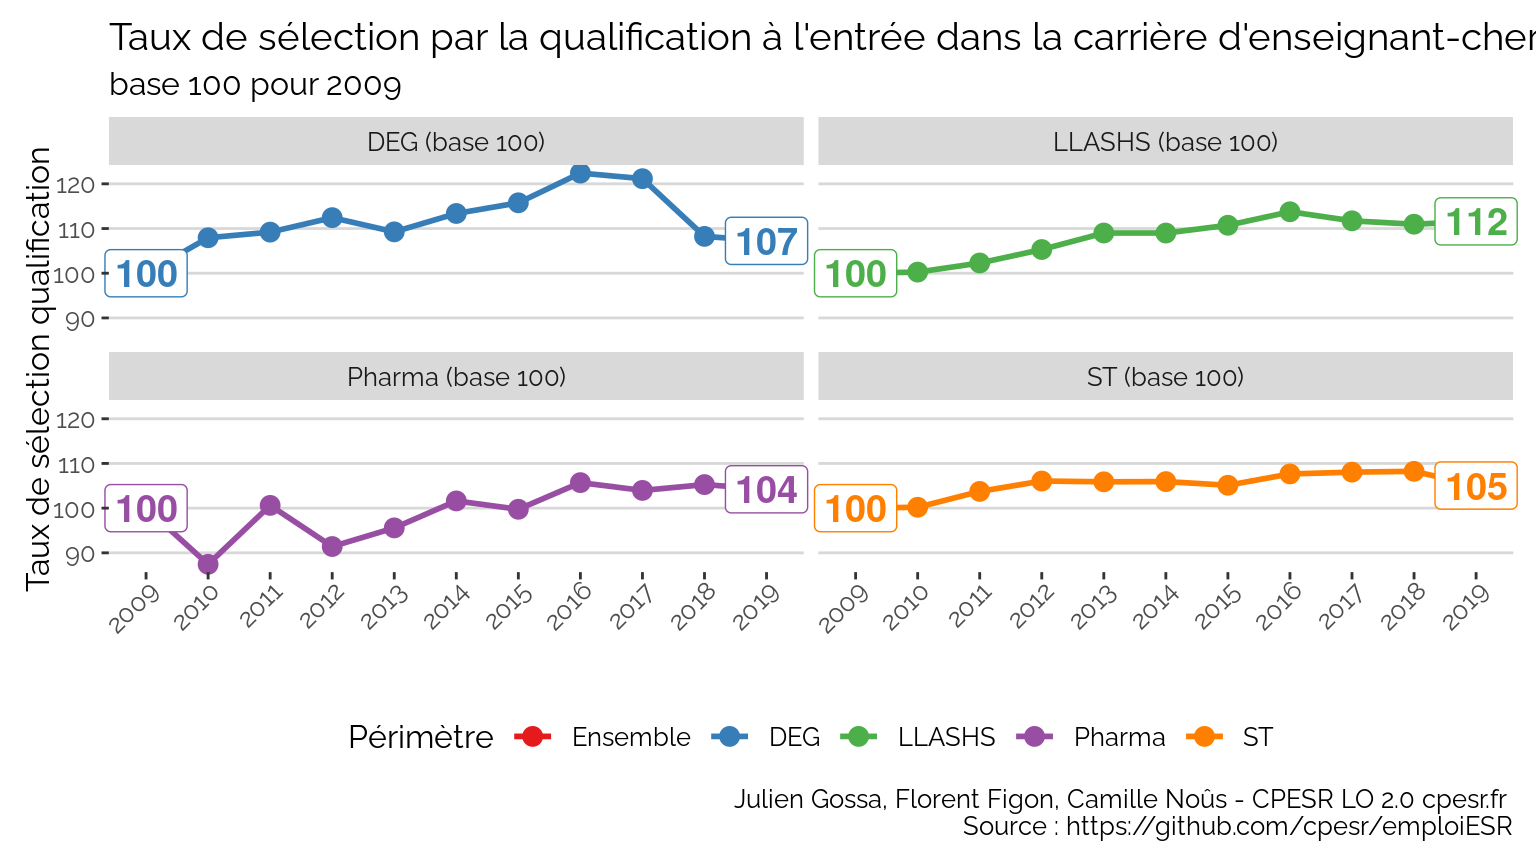 Taux de sélection par la qualification à l'entrée dans la carrière d'enseignant-cher
base 100 pour 2009
Taux de sélection qualification
DEG (base 100)
LLASHS (base 100)
120
110
100
90
100
107
100
112
Pharma (base 100)
ST (base 100)
120
110
100
90
100
104
100
105
2009 2010 2011 2012 2013 2014 2015 2016 2017 2018 2019
2009 2010 2011 2012 2013 2014 2015 2016 2017 2018 2019
Périmètre Ensemble DEG LLASHS Pharma ST
Julien Gossa, Florent Figon, Camille Noûs - CPESR LO 2.0 cpesr.fr
Source : https://github.com/cpesr/emploiESR